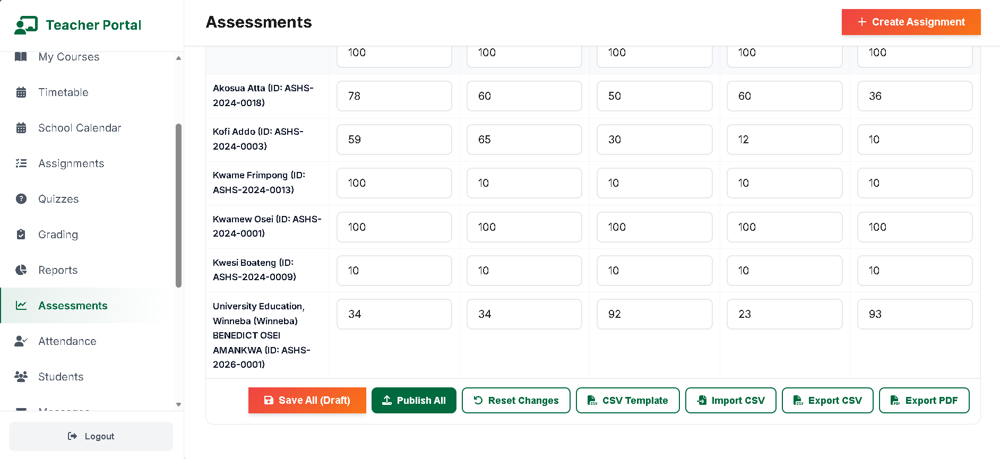 Teacher Portal
Assessments
Create Assignment
My Courses
Timetable
School Calendar
Assignments
Quizzes
Grading
Reports
Assessments
Attendance
Students
Messages
Logout
100 100 100 100 100
Akosua Atta (ID: ASHS-
2024-0018)
78 60 50 60 36
Kofi Addo (ID: ASHS-
2024-0003)
59 65 30 12 10
Kwame Frimpong (ID:
ASHS-2024-0013)
100 10 10 10 10
Kwamew Osei (ID: ASHS-
2024-0001)
100 100 100 100 100
Kwesi Boateng (ID:
ASHS-2024-0009)
10 10 10 10 10
University Education,
Winneba (Winneba)
BENEDICT OSEI
AMANKWA (ID: ASHS-
2026-0001)
34 34 92 23 93
Save All (Draft)
Publish All
Reset Changes
CSV Template
Import CSV
Export CSV
Export PDF